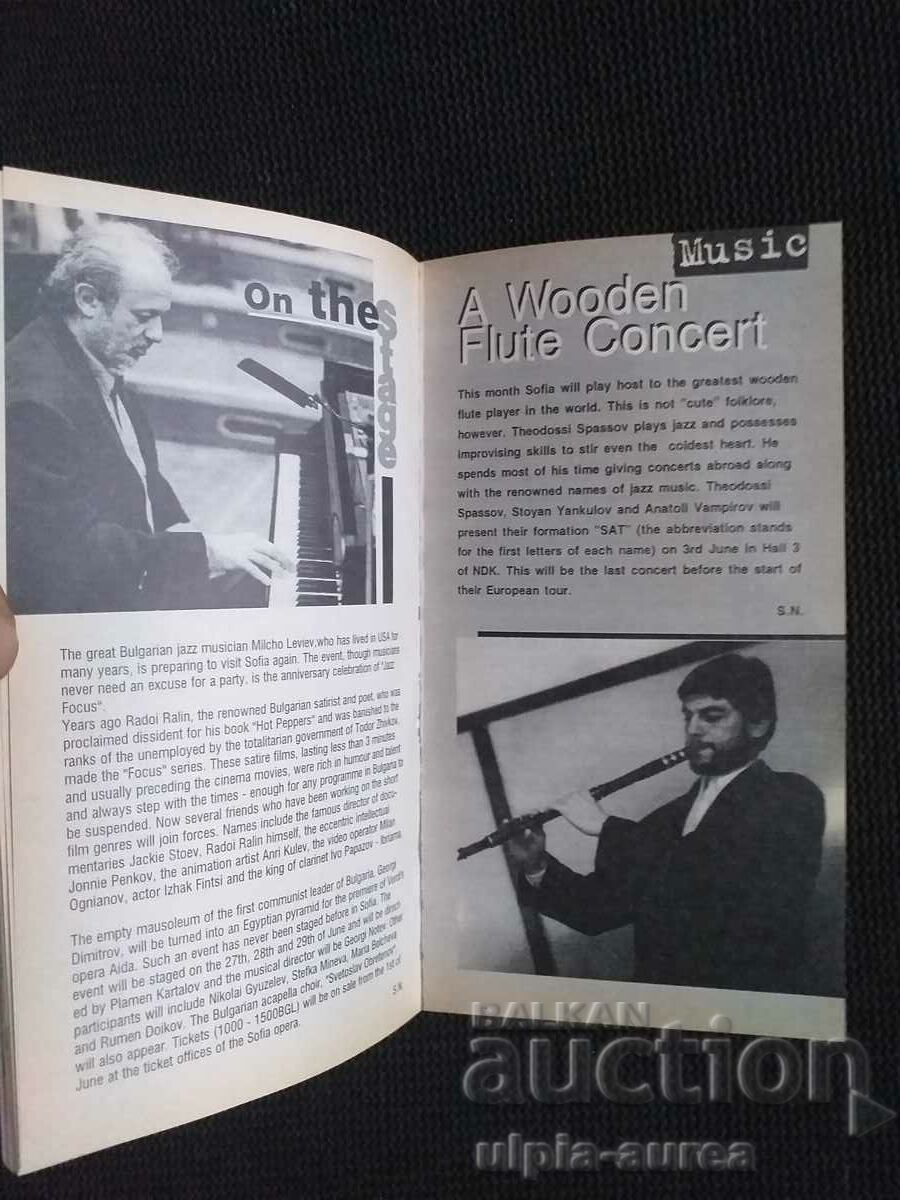 On the
Stage
The great Bulgarian jazz musician Milcho Leviev,who has lived in USA for
many years, is preparing to visit Sofia again. The event, though musicians
never need an excuse for a party, is the anniversary celebration of "Jazz
Focus".
Years ago Radoi Ralin, the renowned Bulgarian satirist and poet, who was
proclaimed dissident for his book "Hot Peppers" and was banished to the
ranks of the unemployed by the totalitarian government of Todor Zhivkov,
made the "Focus" series. These satire films, lasting less than 3 minutes
and usually preceding the cinema movies, were rich in humour and talent
and always step with the times - enough for any programme in Bulgaria to
be suspended. Now several friends who have been working on the short
film genres will join forces. Names include the famous director of docu-
mentaries Jackie Stoev, Radoi Ralin himself, the eccentric intellectual
Jonnie Penkov, the animation artist Anri Kulev, the video operator Milan
Ognianov, actor Izhak Fintsi and the king of clarinet Ivo Papazov - Ibriama.
The empty mausoleum of the first communist leader of Bulgaria, Georgi
Dimitrov, will be turned into an Egyptian pyramid for the premiere of Verdi's
opera Aida. Such an event has never been staged before in Sofia. The
event will be staged on the 27th, 28th and 29th of June and will be direct-
ed by Plamen Kartalov and the musical director will be Georgi Notev. Other
participants will include Nikolai Gyuzelev, Stefka Mineva, Maria Belcheva
and Rumen Doikov. The Bulgarian acapella choir, "Svetoslav Obretenov",
will also appear. Tickets (1000 - 1500BGL) will be on sale from the 1st of
June at the ticket offices of the Sofia opera.
S.N.
Music
A Wooden
Flute Concert
This month Sofia will play host to the greatest wooden
flute player in the world. This is not "cute" folklore,
however. Theodossi Spassov plays jazz and possesses
improvising skills to stir even the coldest heart. He
spends most of his time giving concerts abroad along
with the renowned names of jazz music. Theodossi
Spassov, Stoyan Yankulov and Anatoli Vampirov will
present their formation "SAT" (the abbreviation stands
for the first letters of each name) on 3rd June in Hall 3
of NDK. This will be the last concert before the start of
their European tour.
S.N.
BALKAN
auction
ulpia-aurea